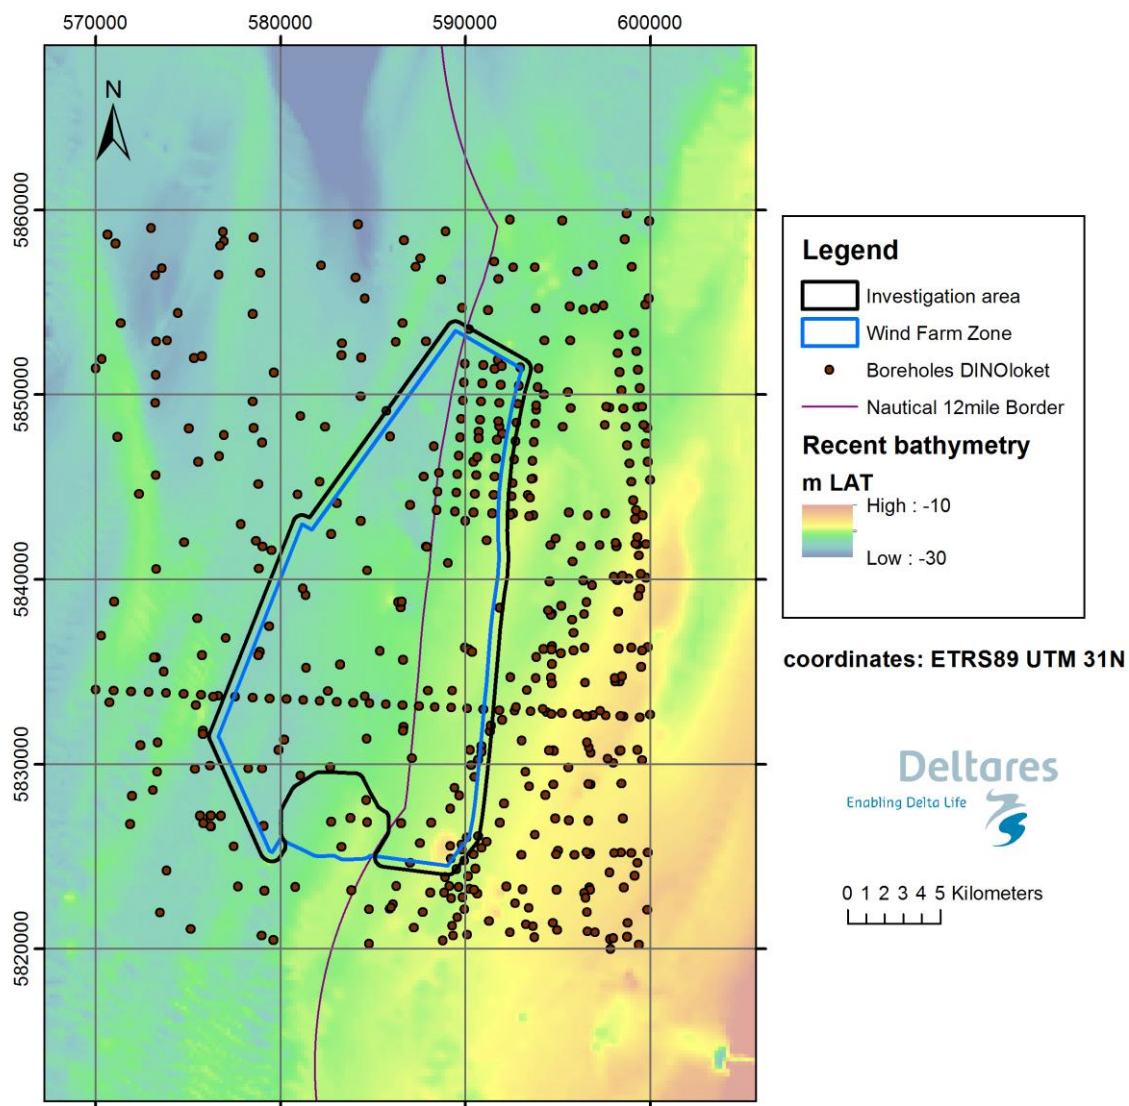 570000 580000 590000 600000
N
5860000
5850000
5840000
5830000
5820000
Legend
Investigation area
Wind Farm Zone
Boreholes DINOloket
Nautical 12mile Border
Recent bathymetry
m LAT
High : -10
Low : -30
coordinates: ETRS89 UTM 31N
Deltares
Enabling Delta Life
0 1 2 3 4 5 Kilometers